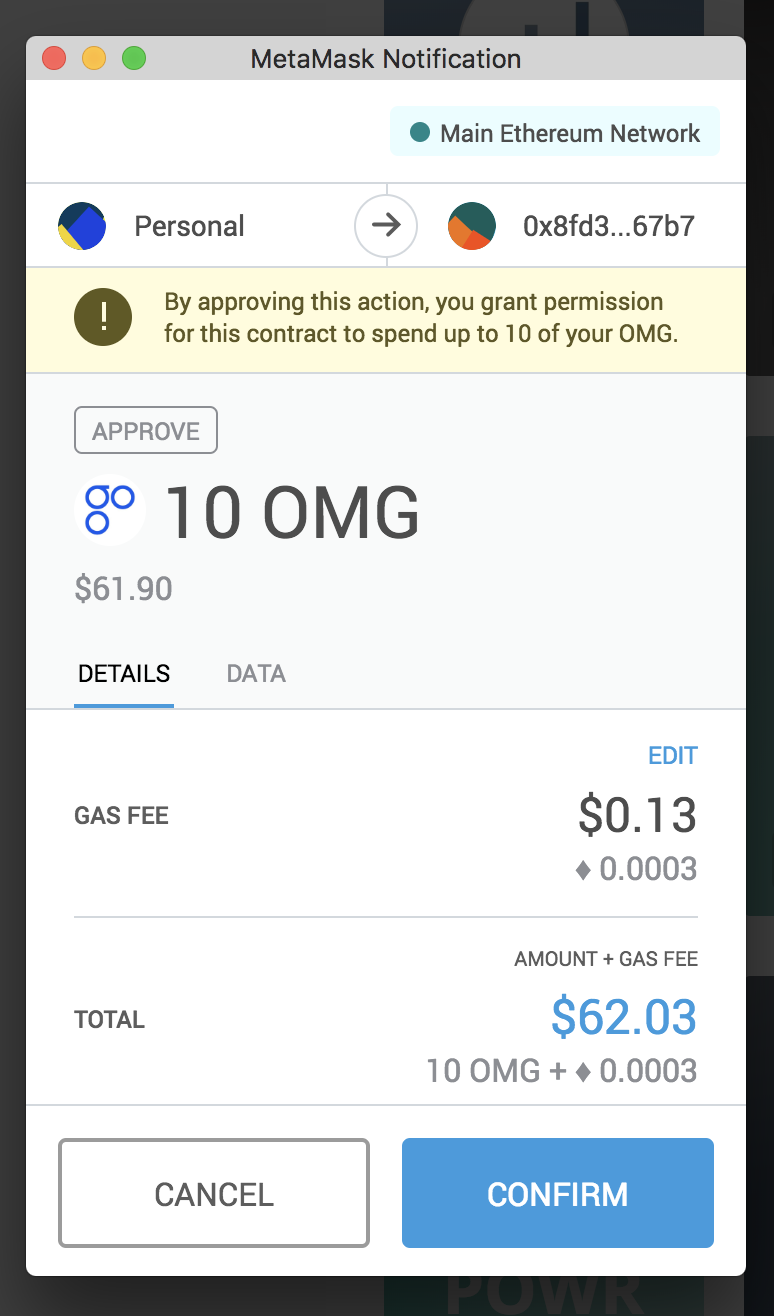 MetaMask Notification
Main Ethereum Network
Personal
0x8fd3...67b7
By approving this action, you grant permission
for this contract to spend up to 10 of your OMG.
APPROVE
10 OMG
$61.90
DETAILS
DATA
EDIT
GAS FEE
$0.13
♦ 0.0003
AMOUNT + GAS FEE
TOTAL
$62.03
10 OMG + ♦ 0.0003
CANCEL
CONFIRM
POWR